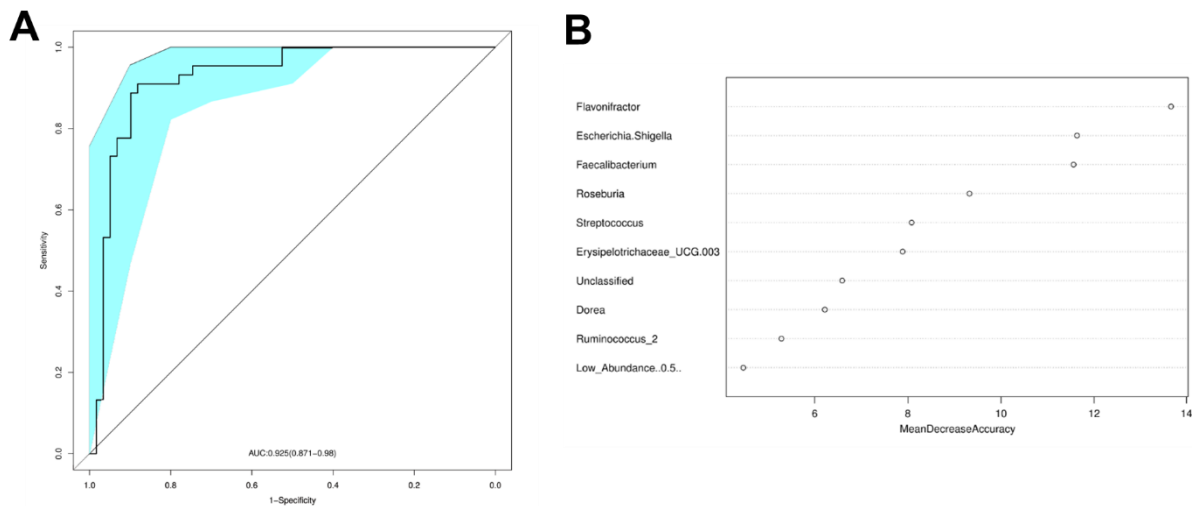 A
B
1.0
0.8
0.6
0.4
0.2
0.0
Sensitivity
AUC:0.925(0.871−0.98)
1.0 0.8 0.6 0.4 0.2 0.0
1−Specificity
Flavonifractor
Escherichia.Shigella
Faecalibacterium
Roseburia
Streptococcus
Erysipelotrichaceae_UCG.003
Unclassified
Dorea
Ruminococcus_2
Low_Abundance..0.5..
6 8 10 12 14
MeanDecreaseAccuracy